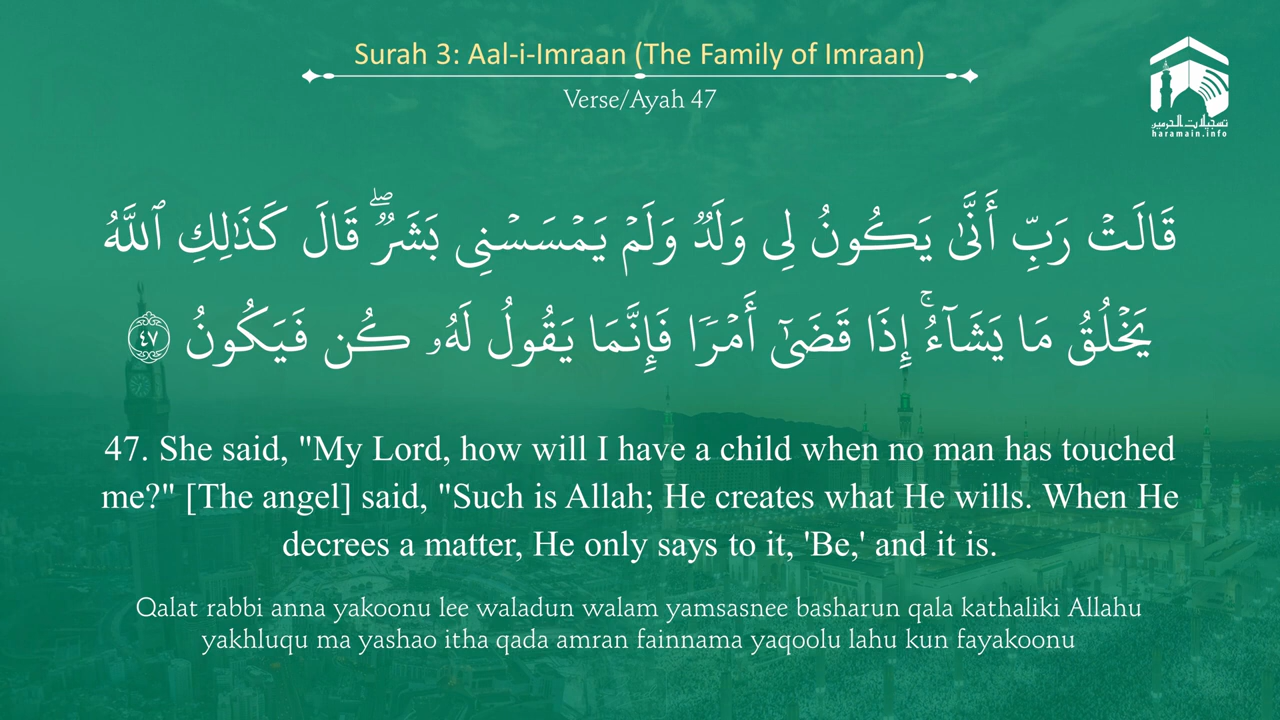 Surah 3: Aal-i-Imraan (The Family of Imraan)
Verse/Ayah 47
تسجيلات الحرمين
haramain.info
قَالَتۡ رَبِّ أَنَّىٰ يَكُونُ لِي وَلَدٞ وَلَمۡ يَمۡسَسۡنِي بَشَرٞۖ قَالَ كَذَٰلِكِ ٱللَّهُ
يَخۡلُقُ مَا يَشَآءُۚ إِذَا قَضَىٰٓ أَمۡرٗا فَإِنَّمَا يَقُولُ لَهُۥ كُن فَيَكُونُ ٤٧
47. She said, "My Lord, how will I have a child when no man has touched
me?" [The angel] said, "Such is Allah; He creates what He wills. When He
decrees a matter, He only says to it, 'Be,' and it is.
Qalat rabbi anna yakoonu lee waladun walam yamsasnee basharun qala kathaliki Allahu
yakhluqu ma yashao itha qada amran fainnama yaqoolu lahu kun fayakoonu